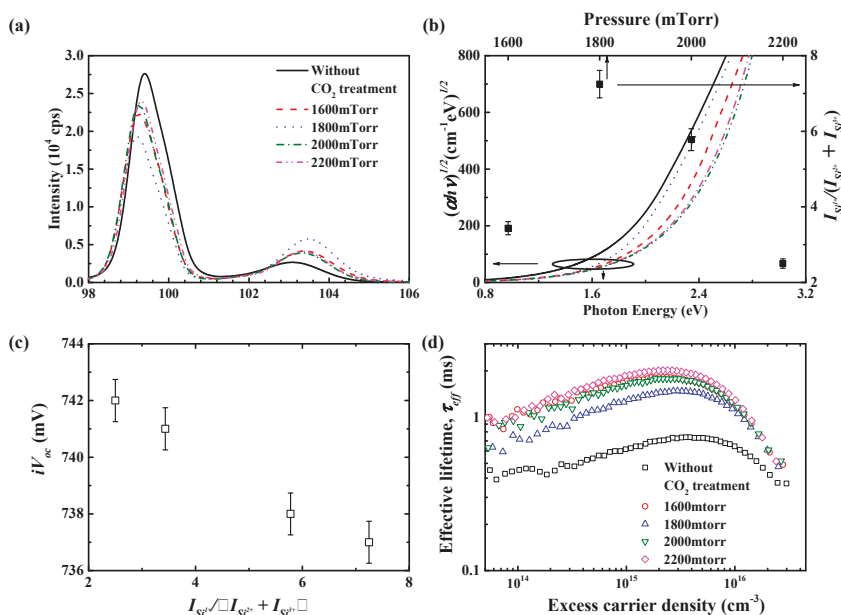 (a)
3.0
2.5
2.0
1.5
1.0
0.5
0.0
Intensity (10⁴ cps)
Without
CO₂ treatment
1600mTorr
1800mTorr
2000mTorr
2200mTorr
98 100 102 104 106
(b)
Pressure (mTorr)
1600 1800 2000 2200
800
600
400
200
0
(αhν)^1/2 (cm⁻¹eV)^1/2
8
6
4
2
I_Si¹⁺/(I_Si²⁺ + I_Si³⁺)
0.8 1.6 2.4 3.2
Photon Energy (eV)
(c)
744
742
740
738
736
iV_oc (mV)
2 4 6 8
I_Si¹⁺/□I_Si²⁺ + I_Si³⁺□
(d)
1
0.1
Effective lifetime, τ_eff (ms)
Without
CO₂ treatment
1600mtorr
1800mtorr
2000mtorr
2200mtorr
10¹⁴ 10¹⁵ 10¹⁶
Excess carrier density (cm⁻³)